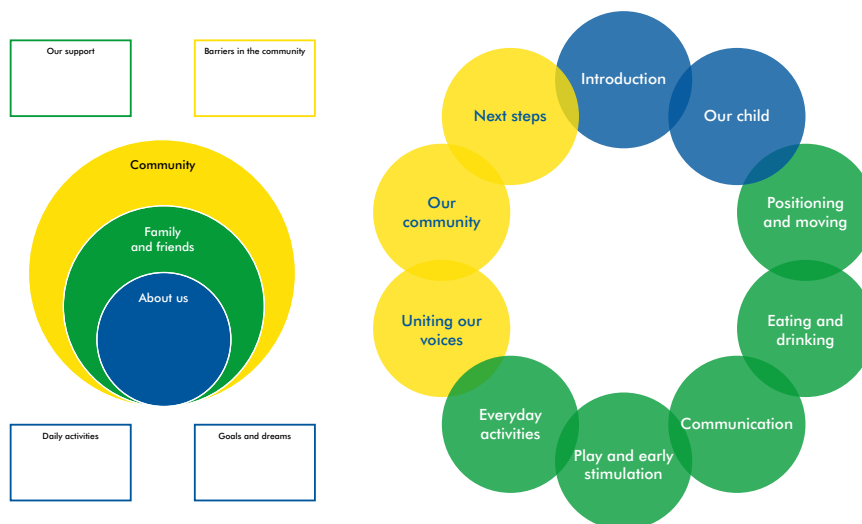 Our support
Barriers in the community
Community
Family
and friends
About us
Daily activities
Goals and dreams
Introduction
Our child
Positioning
and moving
Eating and
drinking
Communication
Play and early
stimulation
Everyday
activities
Uniting our
voices
Our
community
Next steps